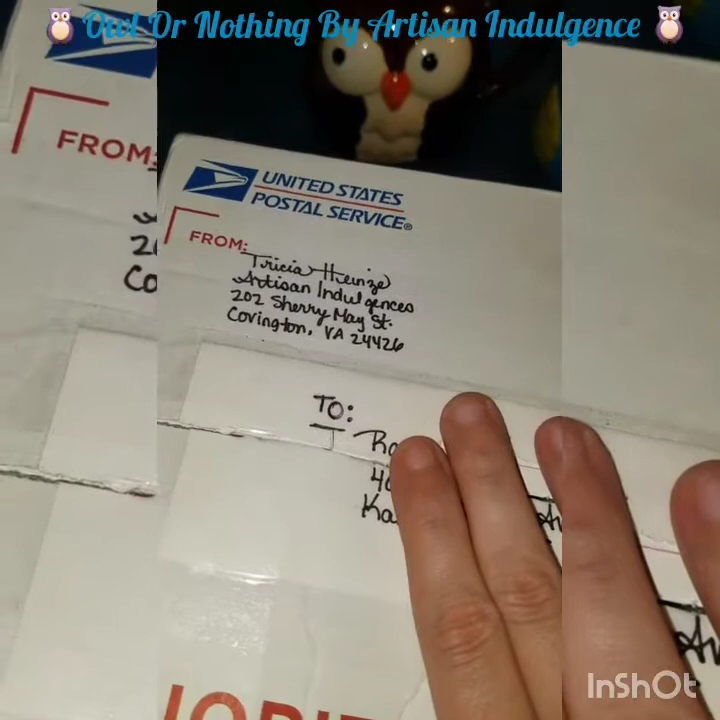 🦉 Owl Or Nothing By Artisan Indulgence 🦉
FROM:
UNITED STATES
POSTAL SERVICE®
FROM:
Tricia Heinze
Artisan Indulgences
202 Sherry May St.
Covington, VA 24426
TO:
InShOt